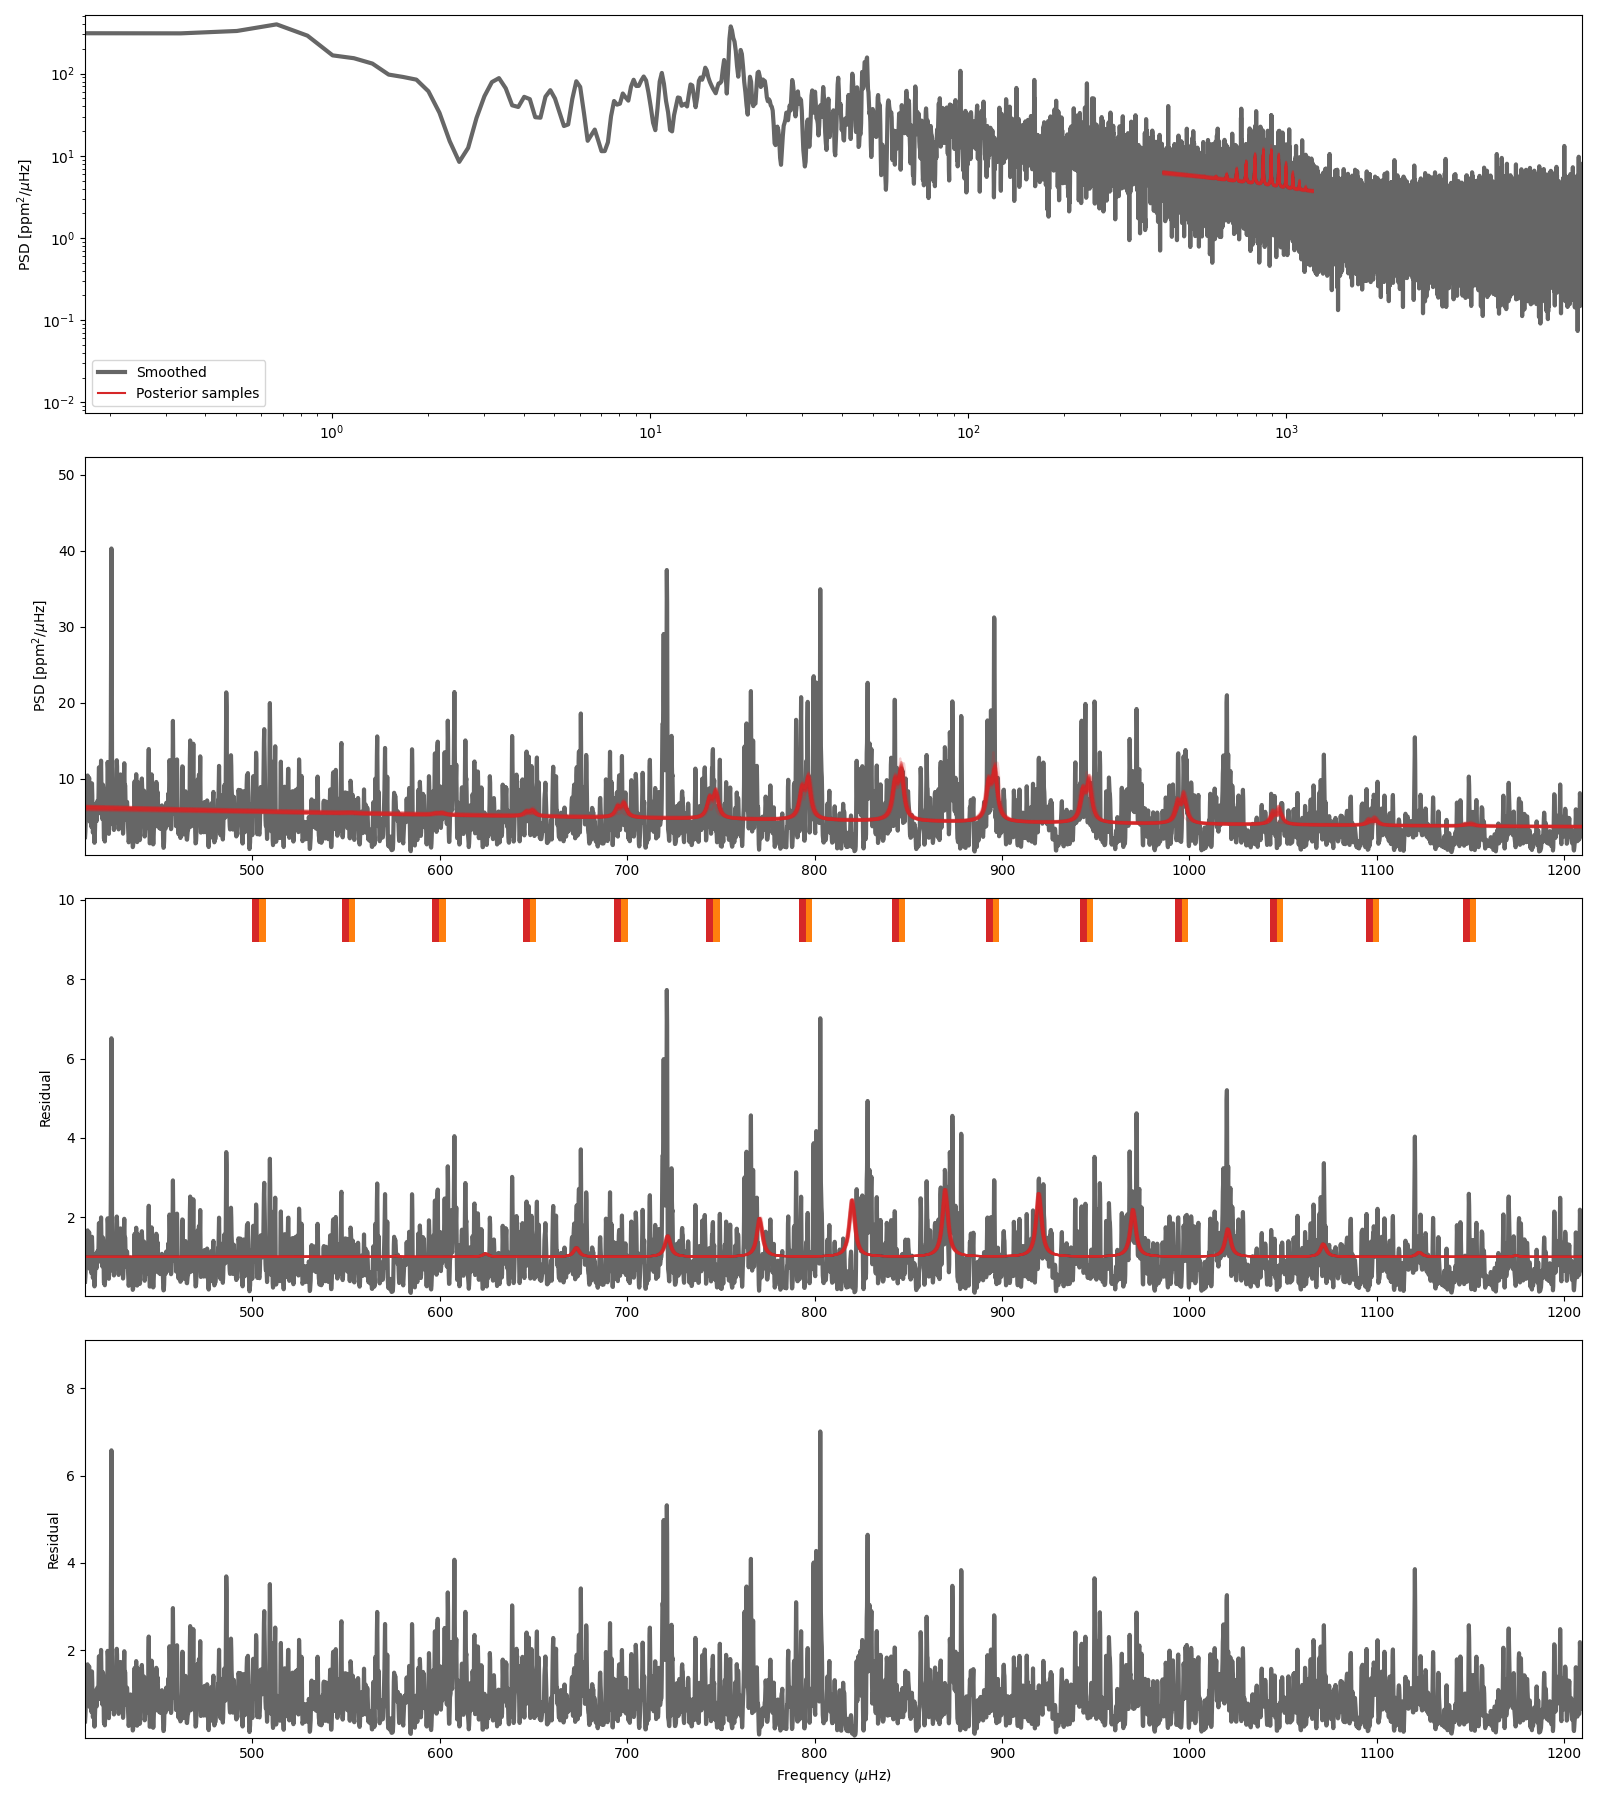 PSD [ppm²/μHz]
10²
10¹
10⁰
10⁻¹
10⁻²
Smoothed
Posterior samples
10⁰ 10¹ 10² 10³
PSD [ppm²/μHz]
50
40
30
20
10
500 600 700 800 900 1000 1100 1200
Residual
10
8
6
4
2
500 600 700 800 900 1000 1100 1200
Residual
8
6
4
2
500 600 700 800 900 1000 1100 1200
Frequency (μHz)